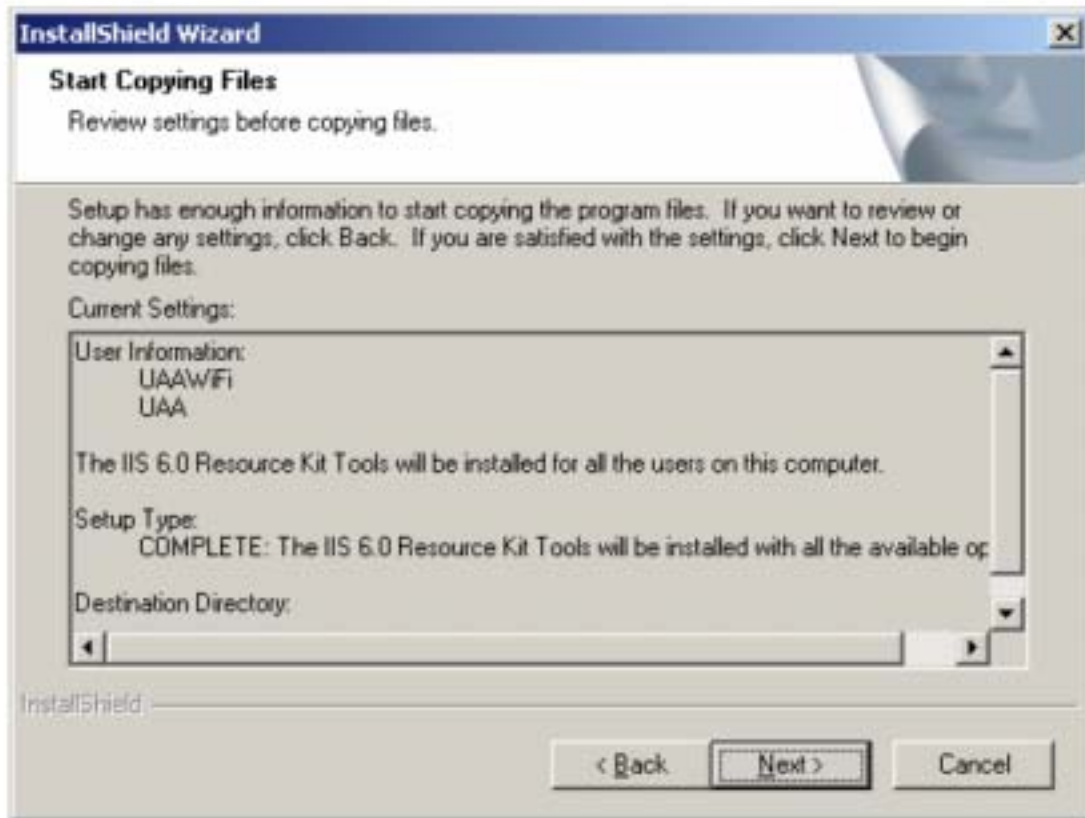 InstallShield Wizard
Start Copying Files
Review settings before copying files.
Setup has enough information to start copying the program files. If you want to review or
change any settings, click Back. If you are satisfied with the settings, click Next to begin
copying files.
Current Settings:
User Information:
UAAWiFi
UAA
The IIS 6.0 Resource Kit Tools will be installed for all the users on this computer.
Setup Type:
COMPLETE: The IIS 6.0 Resource Kit Tools will be installed with all the available op
Destination Directory:
InstallShield
< Back Next > Cancel